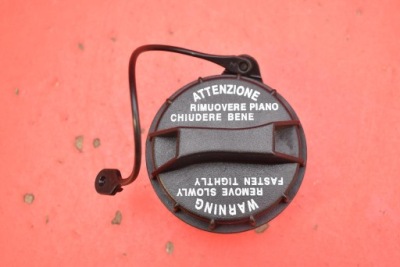 ATTENZIONE
RIMUOVERE PIANO
CHIUDERE BENE
WARNING
REMOVE SLOWLY
FASTEN TIGHTLY